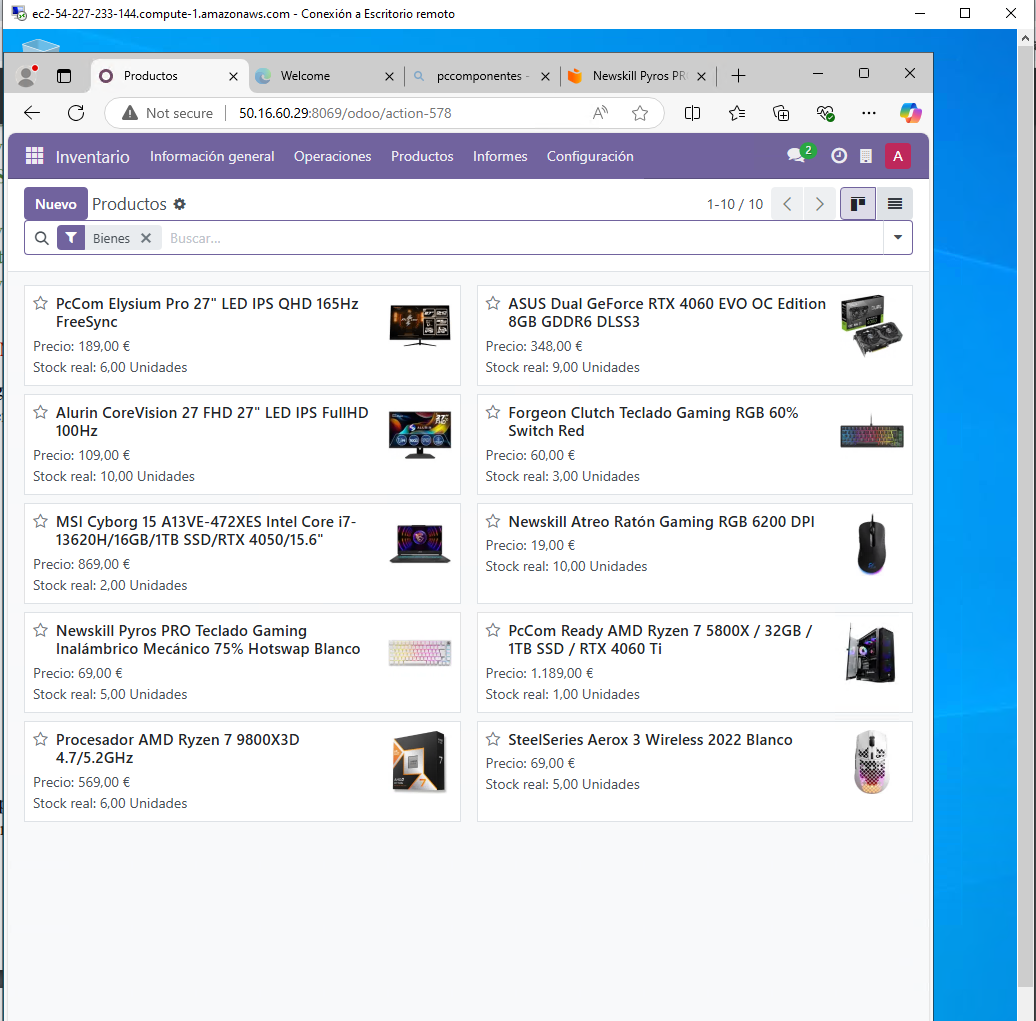 ec2-54-227-233-144.compute-1.amazonaws.com - Conexión a Escritorio remoto
Productos
Welcome
pccomponentes -
Newskill Pyros PR
Not secure
50.16.60.29:8069/odoo/action-578
Inventario
Información general
Operaciones
Productos
Informes
Configuración
2
A
Nuevo
Productos
1-10 / 10
Bienes
Buscar...
PcCom Elysium Pro 27" LED IPS QHD 165Hz
FreeSync
Precio: 189,00 €
Stock real: 6,00 Unidades
ASUS Dual GeForce RTX 4060 EVO OC Edition
8GB GDDR6 DLSS3
Precio: 348,00 €
Stock real: 9,00 Unidades
Alurin CoreVision 27 FHD 27" LED IPS FullHD
100Hz
Precio: 109,00 €
Stock real: 10,00 Unidades
Forgeon Clutch Teclado Gaming RGB 60%
Switch Red
Precio: 60,00 €
Stock real: 3,00 Unidades
MSI Cyborg 15 A13VE-472XES Intel Core i7-
13620H/16GB/1TB SSD/RTX 4050/15.6"
Precio: 869,00 €
Stock real: 2,00 Unidades
Newskill Atreo Ratón Gaming RGB 6200 DPI
Precio: 19,00 €
Stock real: 10,00 Unidades
Newskill Pyros PRO Teclado Gaming
Inalámbrico Mecánico 75% Hotswap Blanco
Precio: 69,00 €
Stock real: 5,00 Unidades
PcCom Ready AMD Ryzen 7 5800X / 32GB /
1TB SSD / RTX 4060 Ti
Precio: 1.189,00 €
Stock real: 1,00 Unidades
Procesador AMD Ryzen 7 9800X3D
4.7/5.2GHz
Precio: 569,00 €
Stock real: 6,00 Unidades
SteelSeries Aerox 3 Wireless 2022 Blanco
Precio: 69,00 €
Stock real: 5,00 Unidades